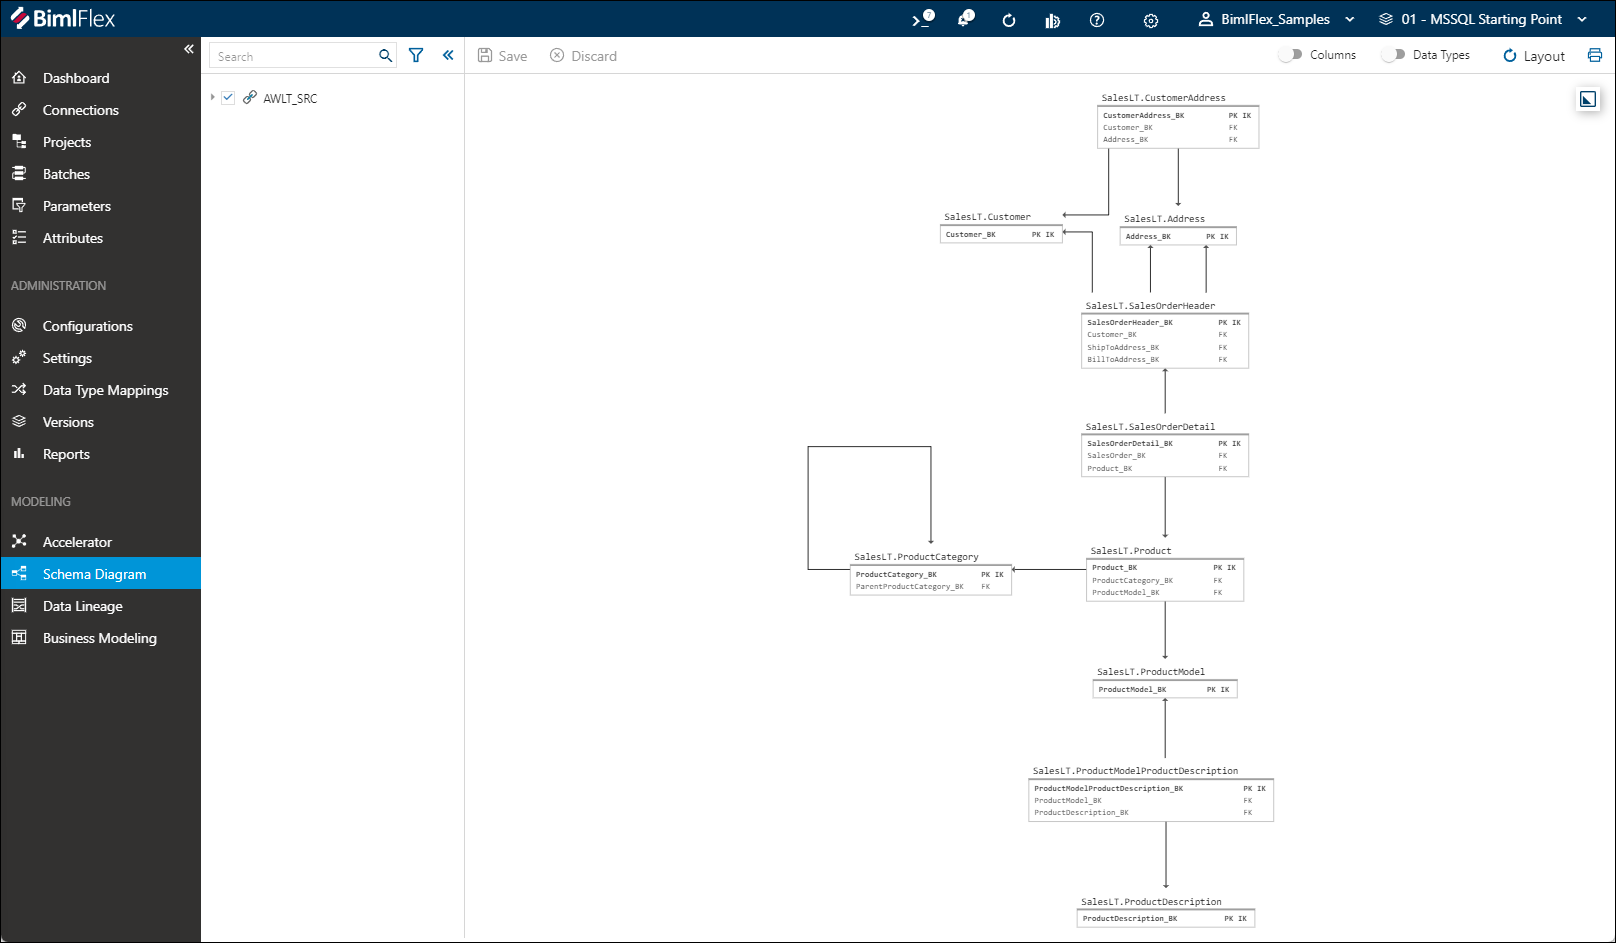 BimlFlex
7
1
BimlFlex_Samples
01 - MSSQL Starting Point
Dashboard
Connections
Projects
Batches
Parameters
Attributes
ADMINISTRATION
Configurations
Settings
Data Type Mappings
Versions
Reports
MODELING
Accelerator
Schema Diagram
Data Lineage
Business Modeling
Search
AWLT_SRC
Save Discard
Columns Data Types Layout
SalesLT.CustomerAddress
CustomerAddress_BK PK IK
Customer_BK FK
Address_BK FK
SalesLT.Customer
Customer_BK PK IK
SalesLT.Address
Address_BK PK IK
SalesLT.SalesOrderHeader
SalesOrderHeader_BK PK IK
Customer_BK FK
ShipToAddress_BK FK
BillToAddress_BK FK
SalesLT.SalesOrderDetail
SalesOrderDetail_BK PK IK
SalesOrder_BK FK
Product_BK FK
SalesLT.ProductCategory
ProductCategory_BK PK IK
ParentProductCategory_BK FK
SalesLT.Product
Product_BK PK IK
ProductCategory_BK FK
ProductModel_BK FK
SalesLT.ProductModel
ProductModel_BK PK IK
SalesLT.ProductModelProductDescription
ProductModelProductDescription_BK PK IK
ProductModel_BK FK
ProductDescription_BK FK
SalesLT.ProductDescription
ProductDescription_BK PK IK